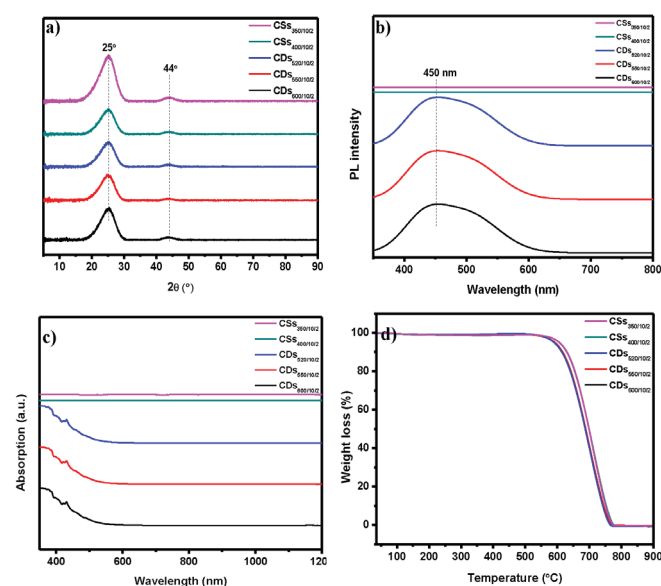 a)
CSs350/10/2
CSs400/10/2
CDs520/10/2
CDs550/10/2
CDs600/10/2
25°
44°
5 10 20 30 40 50 60 70 80 90
2θ (°)
b)
CSs350/10/2
CSs400/10/2
CDs520/10/2
CDs550/10/2
CDs600/10/2
450 nm
PL intensity
400 500 600 700 800
Wavelength (nm)
c)
CSs350/10/2
CSs400/10/2
CDs520/10/2
CDs550/10/2
CDs600/10/2
Absorption (a.u.)
400 600 800 1000 120
Wavelength (nm)
d)
CSs350/10/2
CSs400/10/2
CDs520/10/2
CDs550/10/2
CDs600/10/2
Weight loss (%)
100
80
60
40
20
0
100 200 300 400 500 600 700 800 900
Temperature (°C)